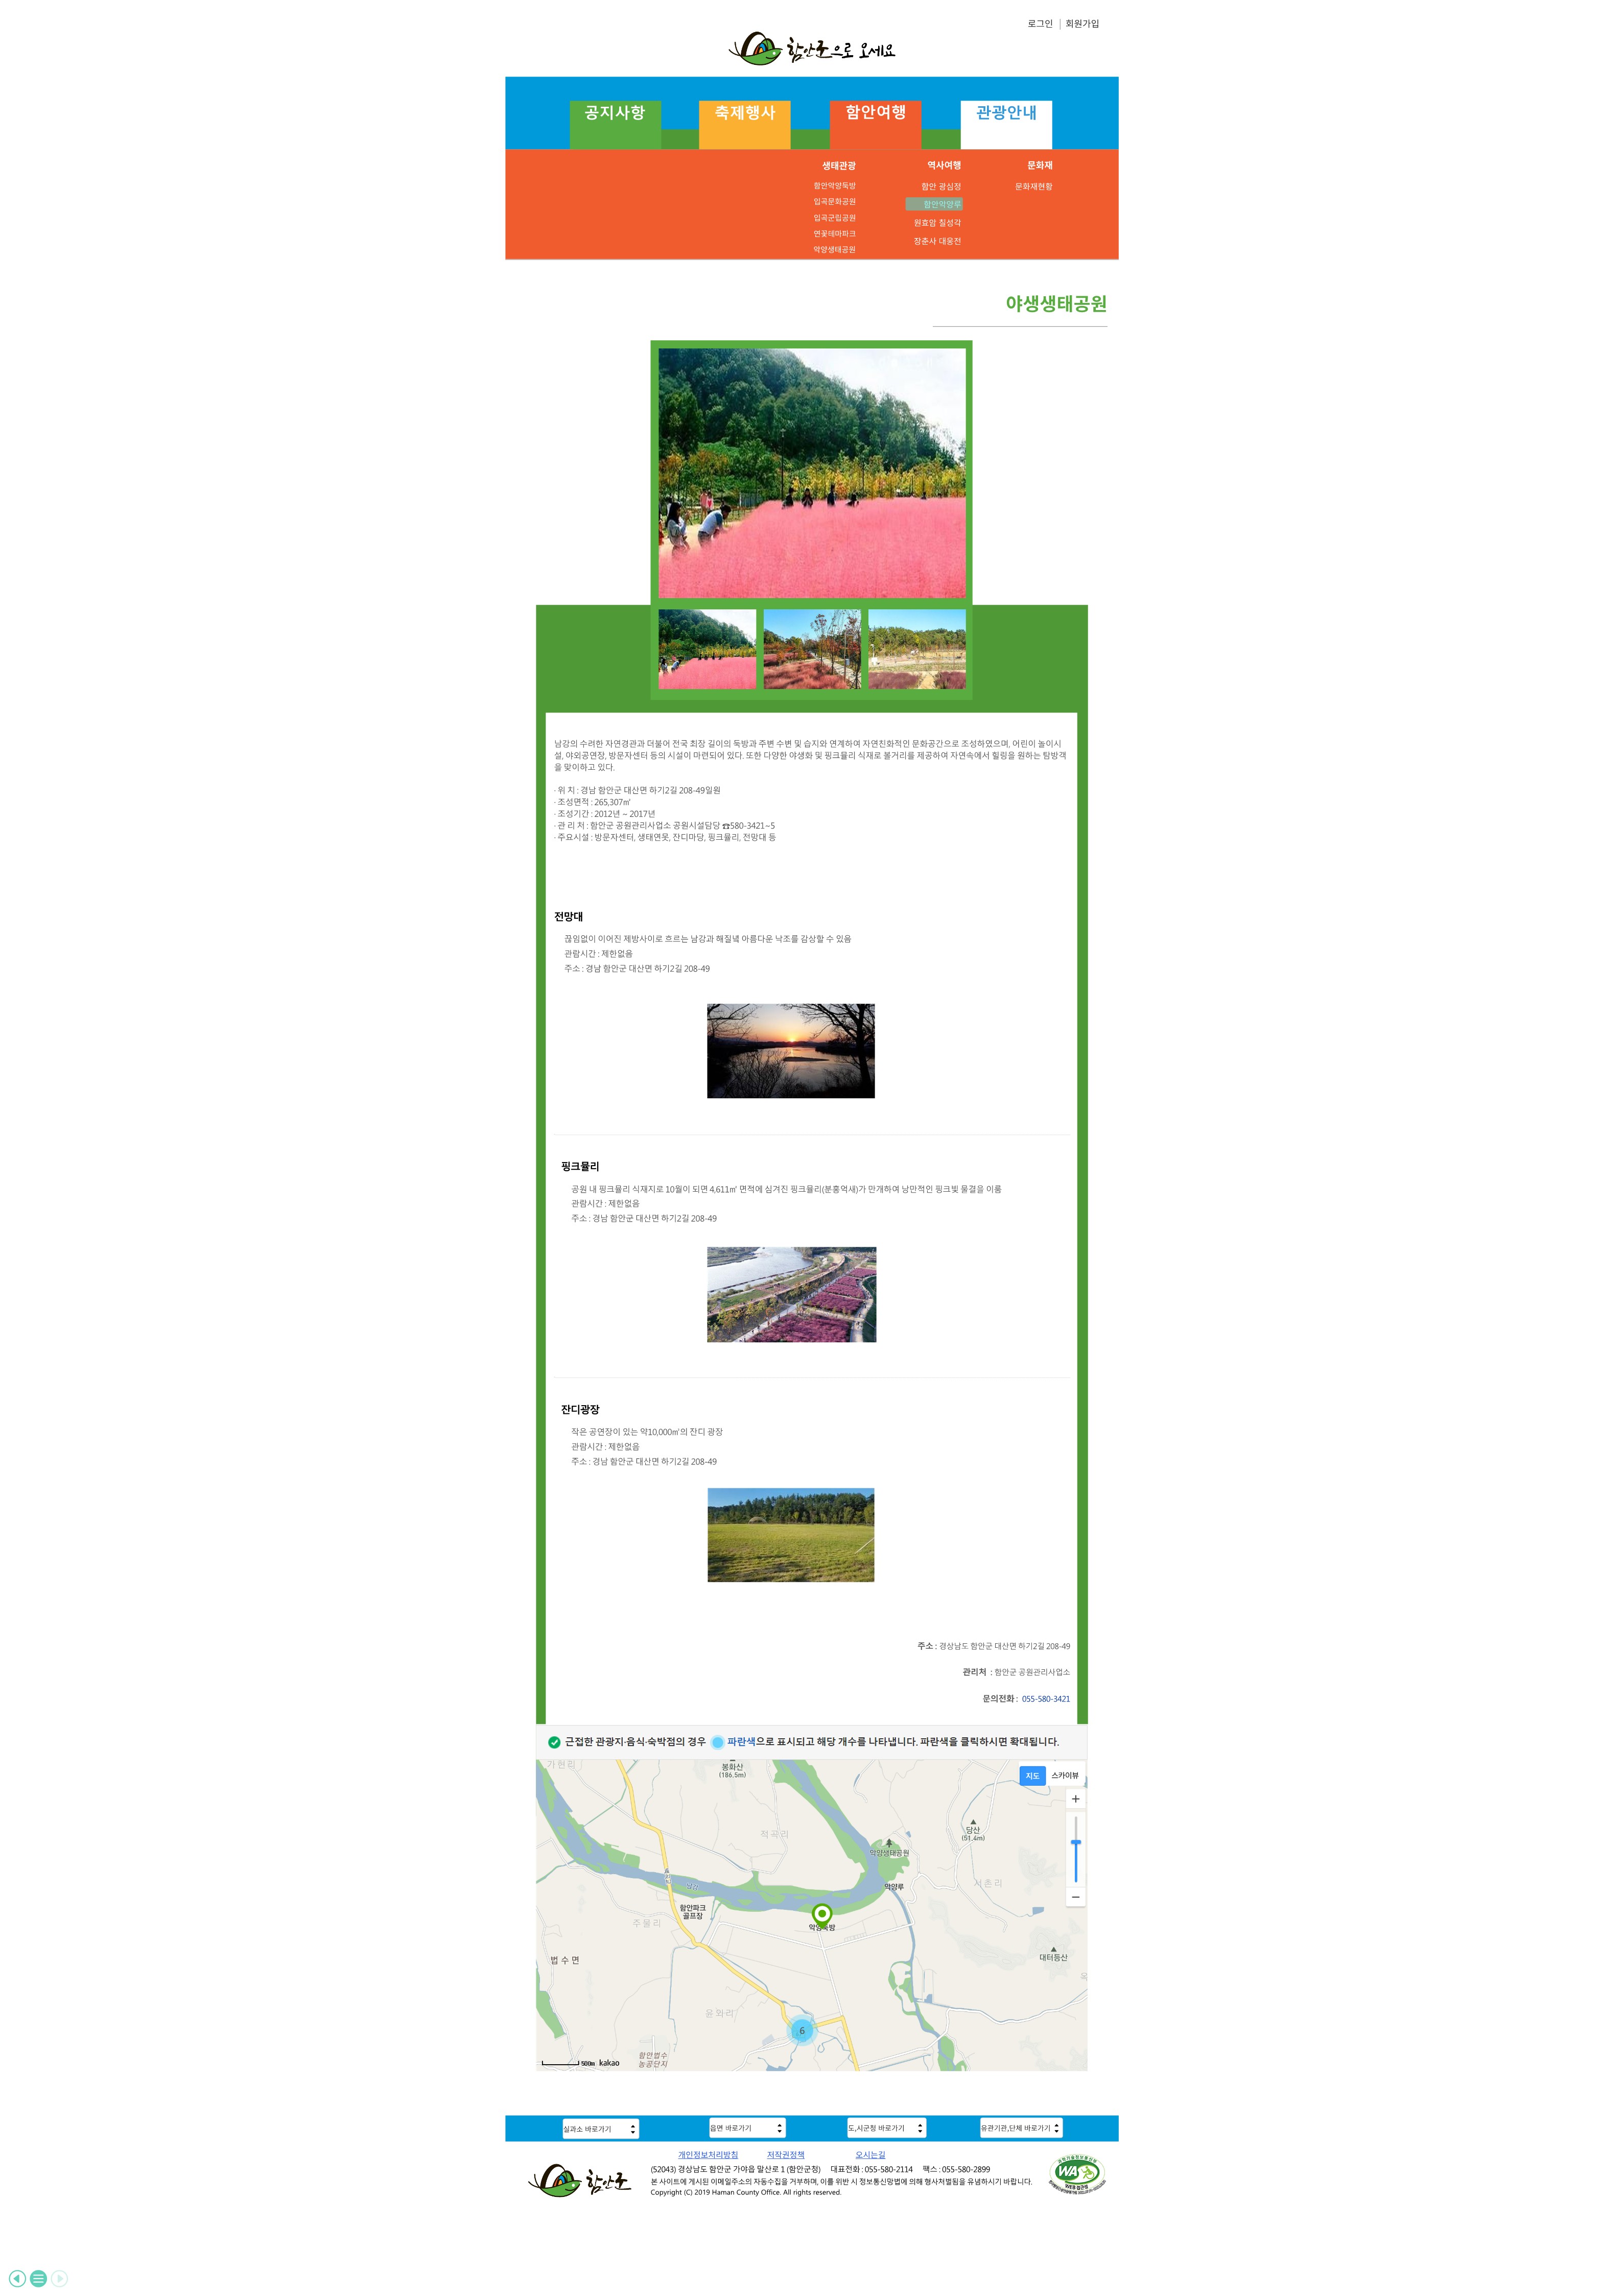 로그인 회원가입
함안군으로 오세요
공지사항 축제행사 함안여행 관광안내
생태관광 역사여행 문화재
함안악양둑방 함안 광심정 문화재현황
입곡문화공원 함안악양루
입곡군립공원 원효암 칠성각
연꽃테마파크 장춘사 대웅전
악양생태공원
야생생태공원
남강의 수려한 자연경관과 더불어 전국 최장 길이의 둑방과 주변 수변 및 습지와 연계하여 자연친화적인 문화공간으로 조성하였으며, 어린이 놀이시
설, 야외공연장, 방문자센터 등의 시설이 마련되어 있다. 또한 다양한 야생화 및 핑크뮬리 식재로 볼거리를 제공하여 자연속에서 힐링을 원하는 탐방객
을 맞이하고 있다.
· 위 치 : 경남 함안군 대산면 하기2길 208-49일원
· 조성면적 : 265,307㎡
· 조성기간 : 2012년 ~ 2017년
· 관 리 처 : 함안군 공원관리사업소 공원시설담당 ☎580-3421~5
· 주요시설 : 방문자센터, 생태연못, 잔디마당, 핑크뮬리, 전망대 등
전망대
끊임없이 이어진 제방사이로 흐르는 남강과 해질녘 아름다운 낙조를 감상할 수 있음
관람시간 : 제한없음
주소 : 경남 함안군 대산면 하기2길 208-49
핑크뮬리
공원 내 핑크뮬리 식재지로 10월이 되면 4,611㎡ 면적에 심겨진 핑크뮬리(분홍억새)가 만개하여 낭만적인 핑크빛 물결을 이룸
관람시간 : 제한없음
주소 : 경남 함안군 대산면 하기2길 208-49
잔디광장
작은 공연장이 있는 약10,000㎡의 잔디 광장
관람시간 : 제한없음
주소 : 경남 함안군 대산면 하기2길 208-49
주소 : 경상남도 함안군 대산면 하기2길 208-49
관리처 : 함안군 공원관리사업소
문의전화 : 055-580-3421
근접한 관광지·음식·숙박점의 경우 파란색으로 표시되고 해당 개수를 나타냅니다. 파란색을 클릭하시면 확대됩니다.
가현리
봉화산
(186.5m)
지도 스카이뷰
당산
(51.4m)
적곡리
악양생태공원
서촌리
악양루
남강
함안파크
골프장
주물리
악양둑방
대터등산
법수면
윤외리
6
함안법수
농공단지
500m kakao
실과소 바로가기 읍면 바로가기 도,시군청 바로가기 유관기관,단체 바로가기
개인정보처리방침 저작권정책 오시는길
함안군
(52043) 경상남도 함안군 가야읍 말산로 1 (함안군청) 대표전화 : 055-580-2114 팩스 : 055-580-2899
본 사이트에 게시된 이메일주소의 자동수집을 거부하며, 이를 위반 시 정보통신망법에 의해 형사처벌됨을 유념하시기 바랍니다.
Copyright (C) 2019 Haman County Office. All rights reserved.
과학기술정보통신부
WA
WEB 접근성